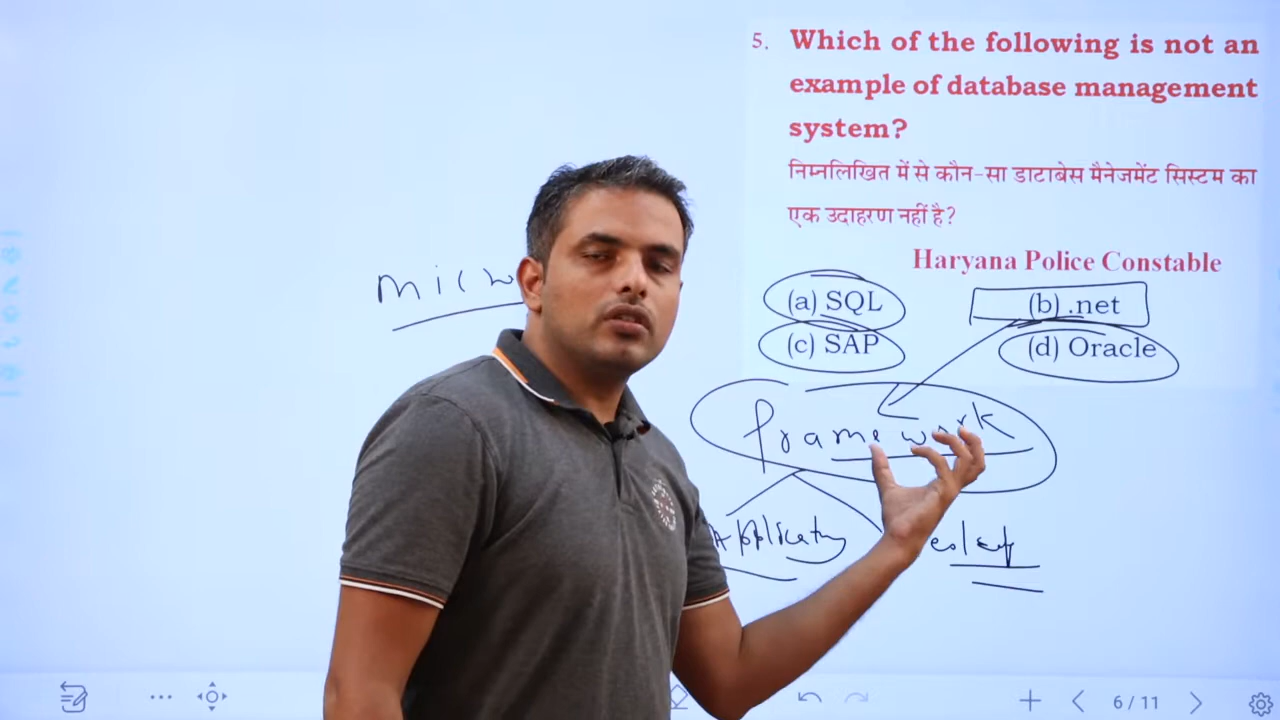 5. Which of the following is not an
example of database management
system?
निम्नलिखित में से कौन-सा डाटाबेस मैनेजमेंट सिस्टम का
एक उदाहरण नहीं है?
Haryana Police Constable
(a) SQL (b) .net
(c) SAP (d) Oracle
framework
6 / 11